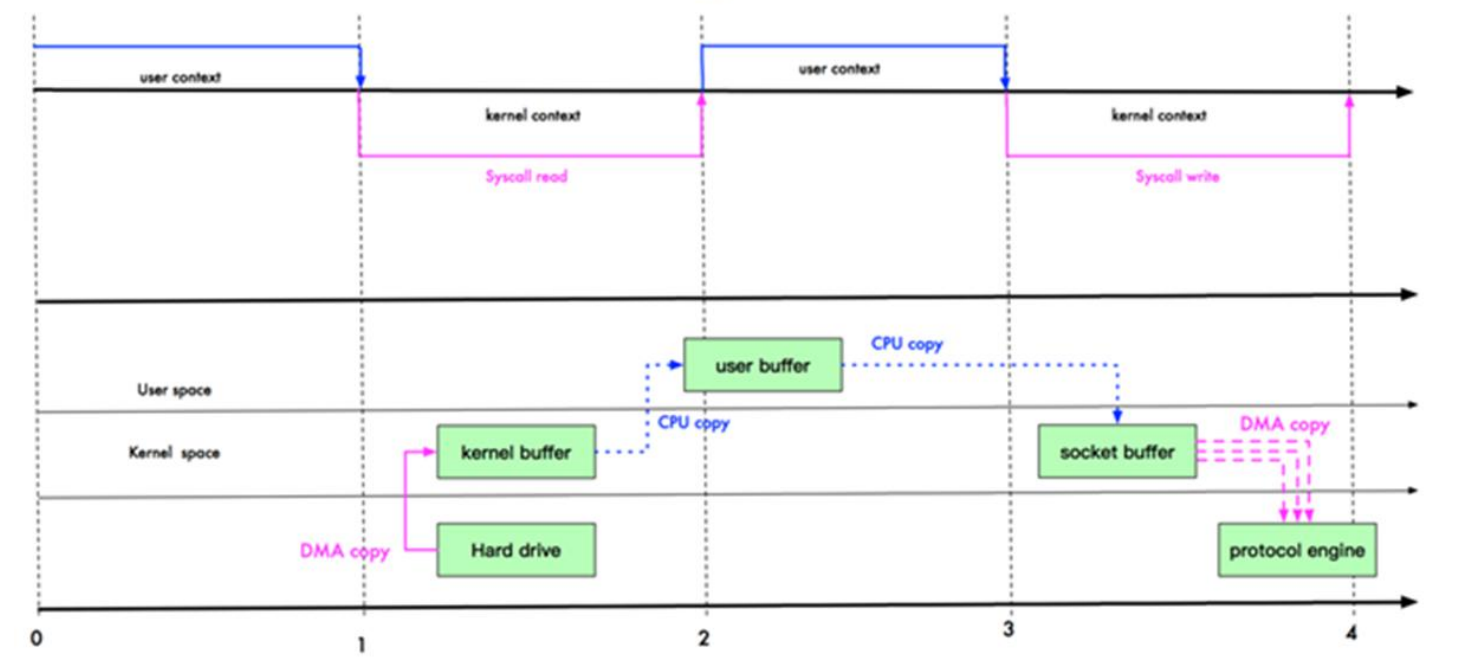 user context
user context
kernel context
kernel context
Syscall read
Syscall write
CPU copy
user buffer
User space
CPU copy
DMA copy
Kernel space
kernel buffer
socket buffer
DMA copy
Hard drive
protocol engine
0
1
2
3
4